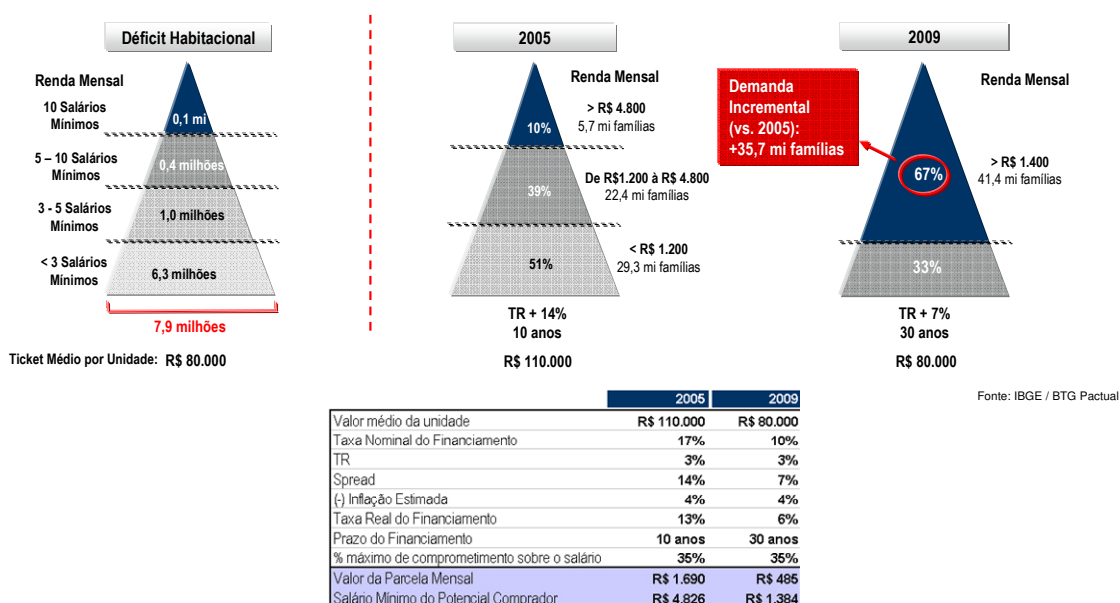 Déficit Habitacional
Renda Mensal
10 Salários
Mínimos
0,1 mi
5 – 10 Salários
Mínimos
0,4 milhões
3 - 5 Salários
Mínimos
1,0 milhões
< 3 Salários
Mínimos
6,3 milhões
7,9 milhões
Ticket Médio por Unidade: R$ 80.000
2005
Renda Mensal
> R$ 4.800
5,7 mi famílias
10%
De R$1.200 à R$ 4.800
22,4 mi famílias
39%
< R$ 1.200
29,3 mi famílias
51%
TR + 14%
10 anos
R$ 110.000
2009
Demanda
Incremental
(vs. 2005):
+35,7 mi famílias
Renda Mensal
67%
> R$ 1.400
41,4 mi famílias
33%
TR + 7%
30 anos
R$ 80.000
Fonte: IBGE / BTG Pactual
2005 2009
Valor médio da unidade R$ 110.000 R$ 80.000
Taxa Nominal do Financiamento 17% 10%
TR 3% 3%
Spread 14% 7%
(-) Inflação Estimada 4% 4%
Taxa Real do Financiamento 13% 6%
Prazo do Financiamento 10 anos 30 anos
% máximo de comprometimento sobre o salário 35% 35%
Valor da Parcela Mensal R$ 1.690 R$ 485
Salário Mínimo do Potencial Comprador R$ 4.826 R$ 1.384